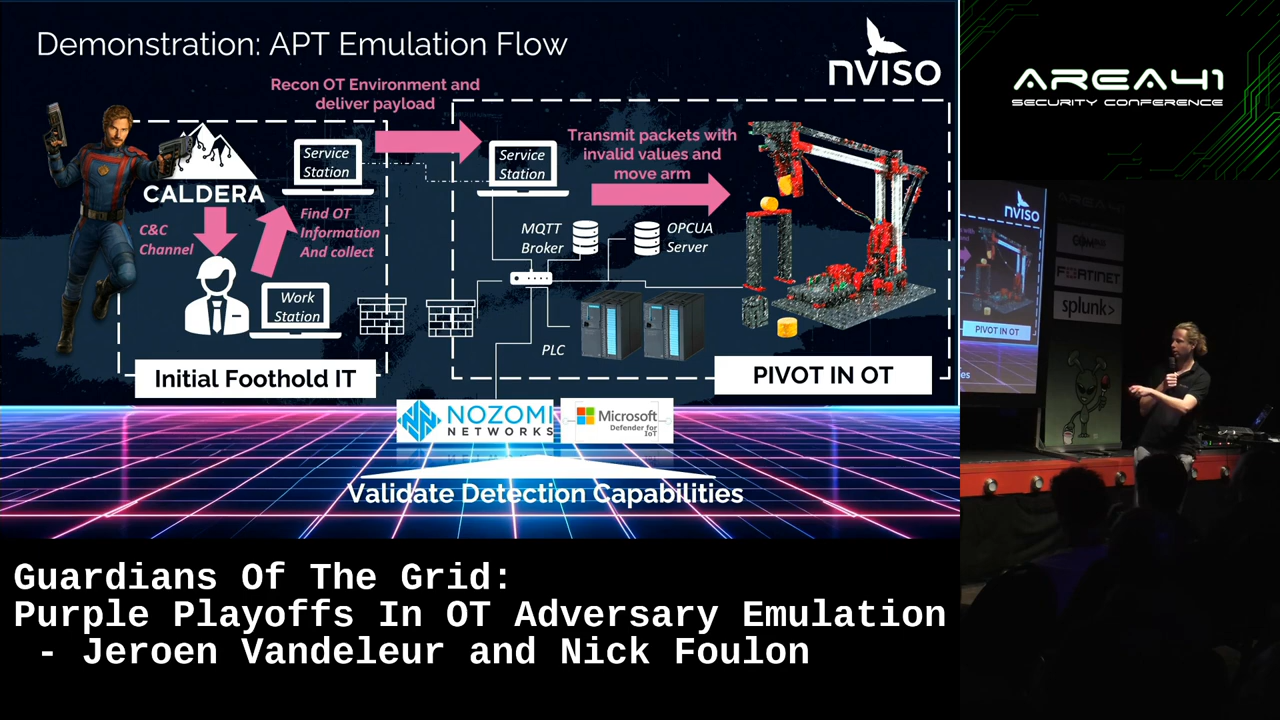 Demonstration: APT Emulation Flow
NVISO
Recon OT Environment and
deliver payload
CALDERA
Service
Station
Service
Station
Transmit packets with
invalid values and
move arm
C&C
Channel
Find OT
Information
And collect
MQTT
Broker
OPCUA
Server
Work
Station
PLC
Initial Foothold IT
PIVOT IN OT
NOZOMI
NETWORKS
Microsoft
Defender for
IoT
Validate Detection Capabilities
AREA41
SECURITY CONFERENCE
NVISO
PIVOT IN OT
AREA41
FORTINET
splunk>
Guardians Of The Grid:
Purple Playoffs In OT Adversary Emulation
- Jeroen Vandeleur and Nick Foulon